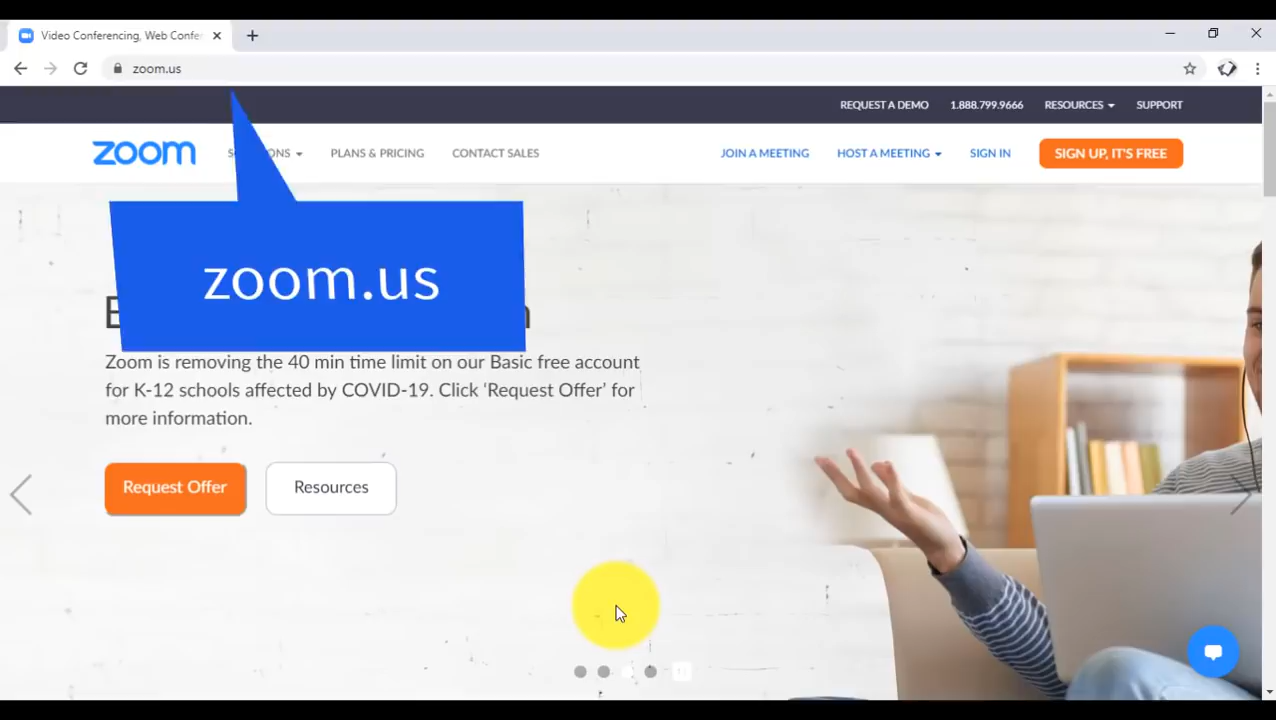 Video Conferencing, Web Confe
zoom.us
REQUEST A DEMO 1.888.799.9666 RESOURCES SUPPORT
zoom PLANS & PRICING CONTACT SALES JOIN A MEETING HOST A MEETING SIGN IN SIGN UP, IT'S FREE
zoom.us
Zoom is removing the 40 min time limit on our Basic free account
for K-12 schools affected by COVID-19. Click ‘Request Offer’ for
more information.
Request Offer Resources